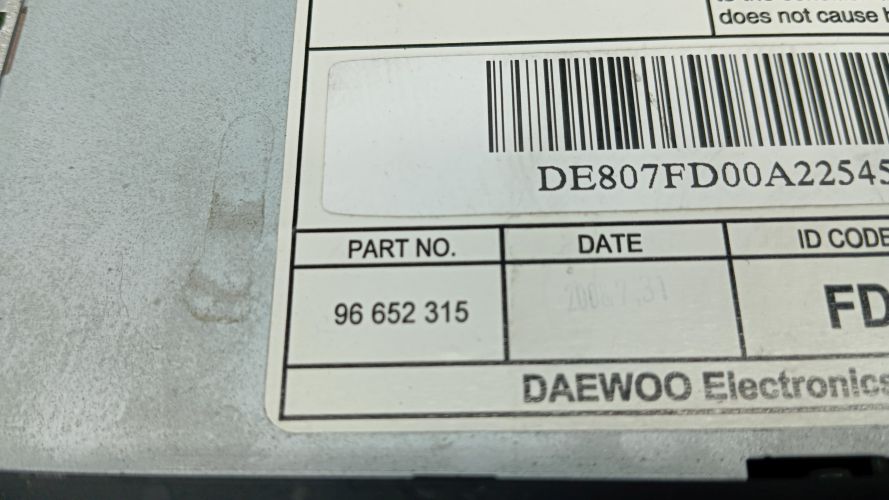 does not cause
DE807FD00A22545
PART NO.
DATE
ID CODE
96 652 315
FD
DAEWOO Electronics